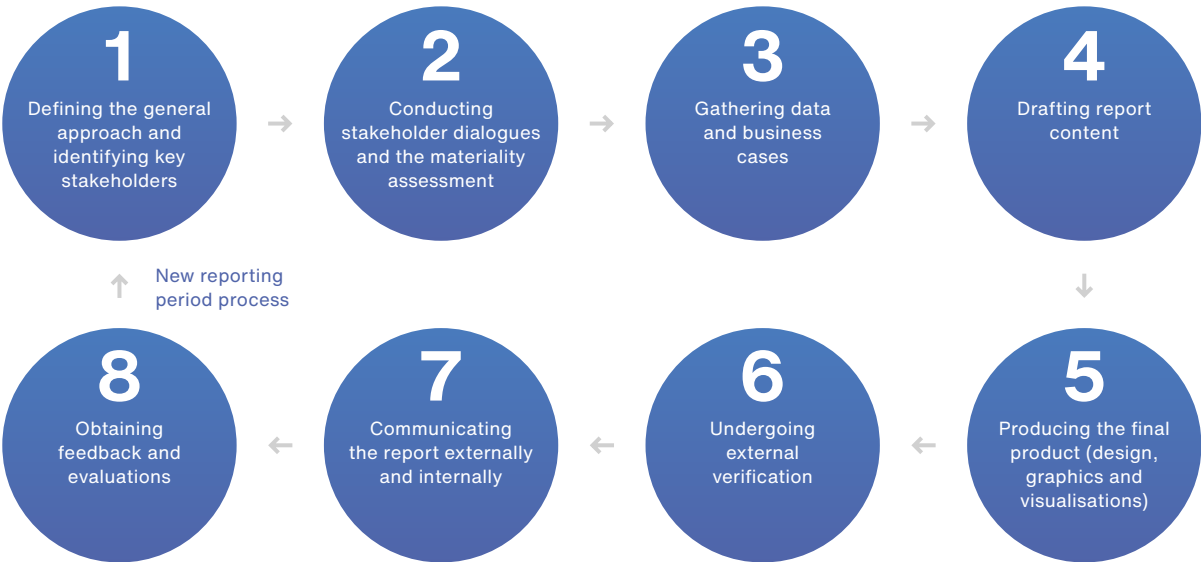 1
Defining the general
approach and
identifying key
stakeholders
2
Conducting
stakeholder dialogues
and the materiality
assessment
3
Gathering data
and business
cases
4
Drafting report
content
New reporting
period process
5
Producing the final
product (design,
graphics and
visualisations)
6
Undergoing
external
verification
7
Communicating
the report externally
and internally
8
Obtaining
feedback and
evaluations